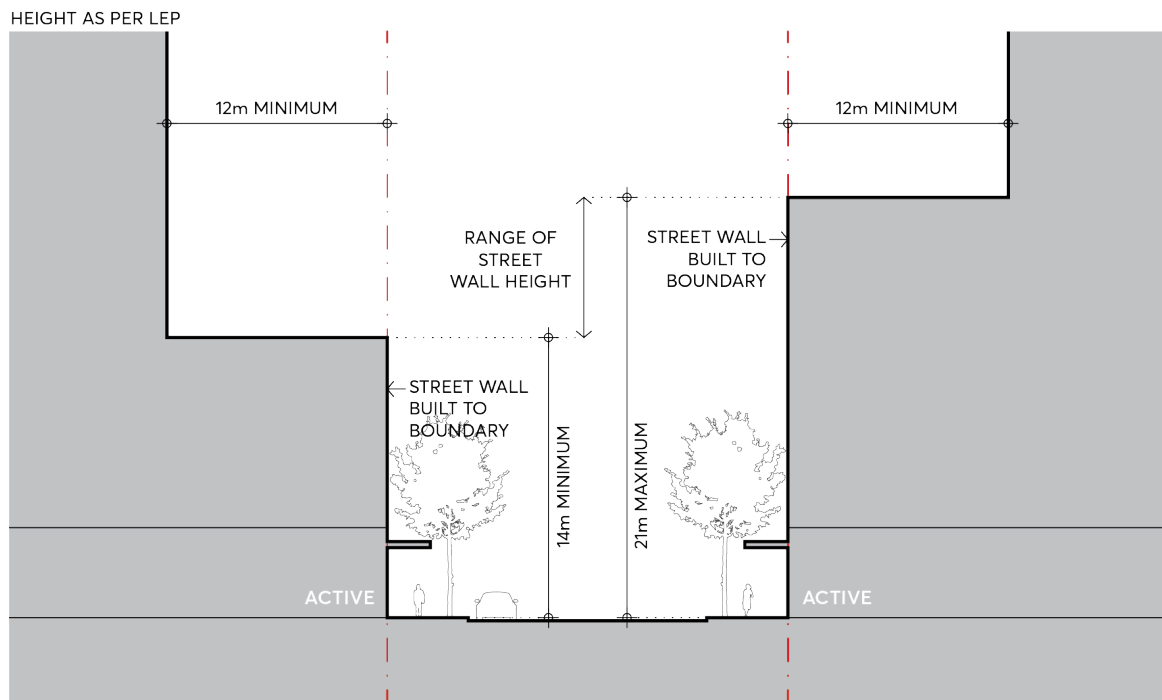 HEIGHT AS PER LEP
12m MINIMUM
12m MINIMUM
RANGE OF
STREET
WALL HEIGHT
STREET WALL
BUILT TO
BOUNDARY
STREET WALL
BUILT TO
BOUNDARY
14m MINIMUM
21m MAXIMUM
ACTIVE
ACTIVE